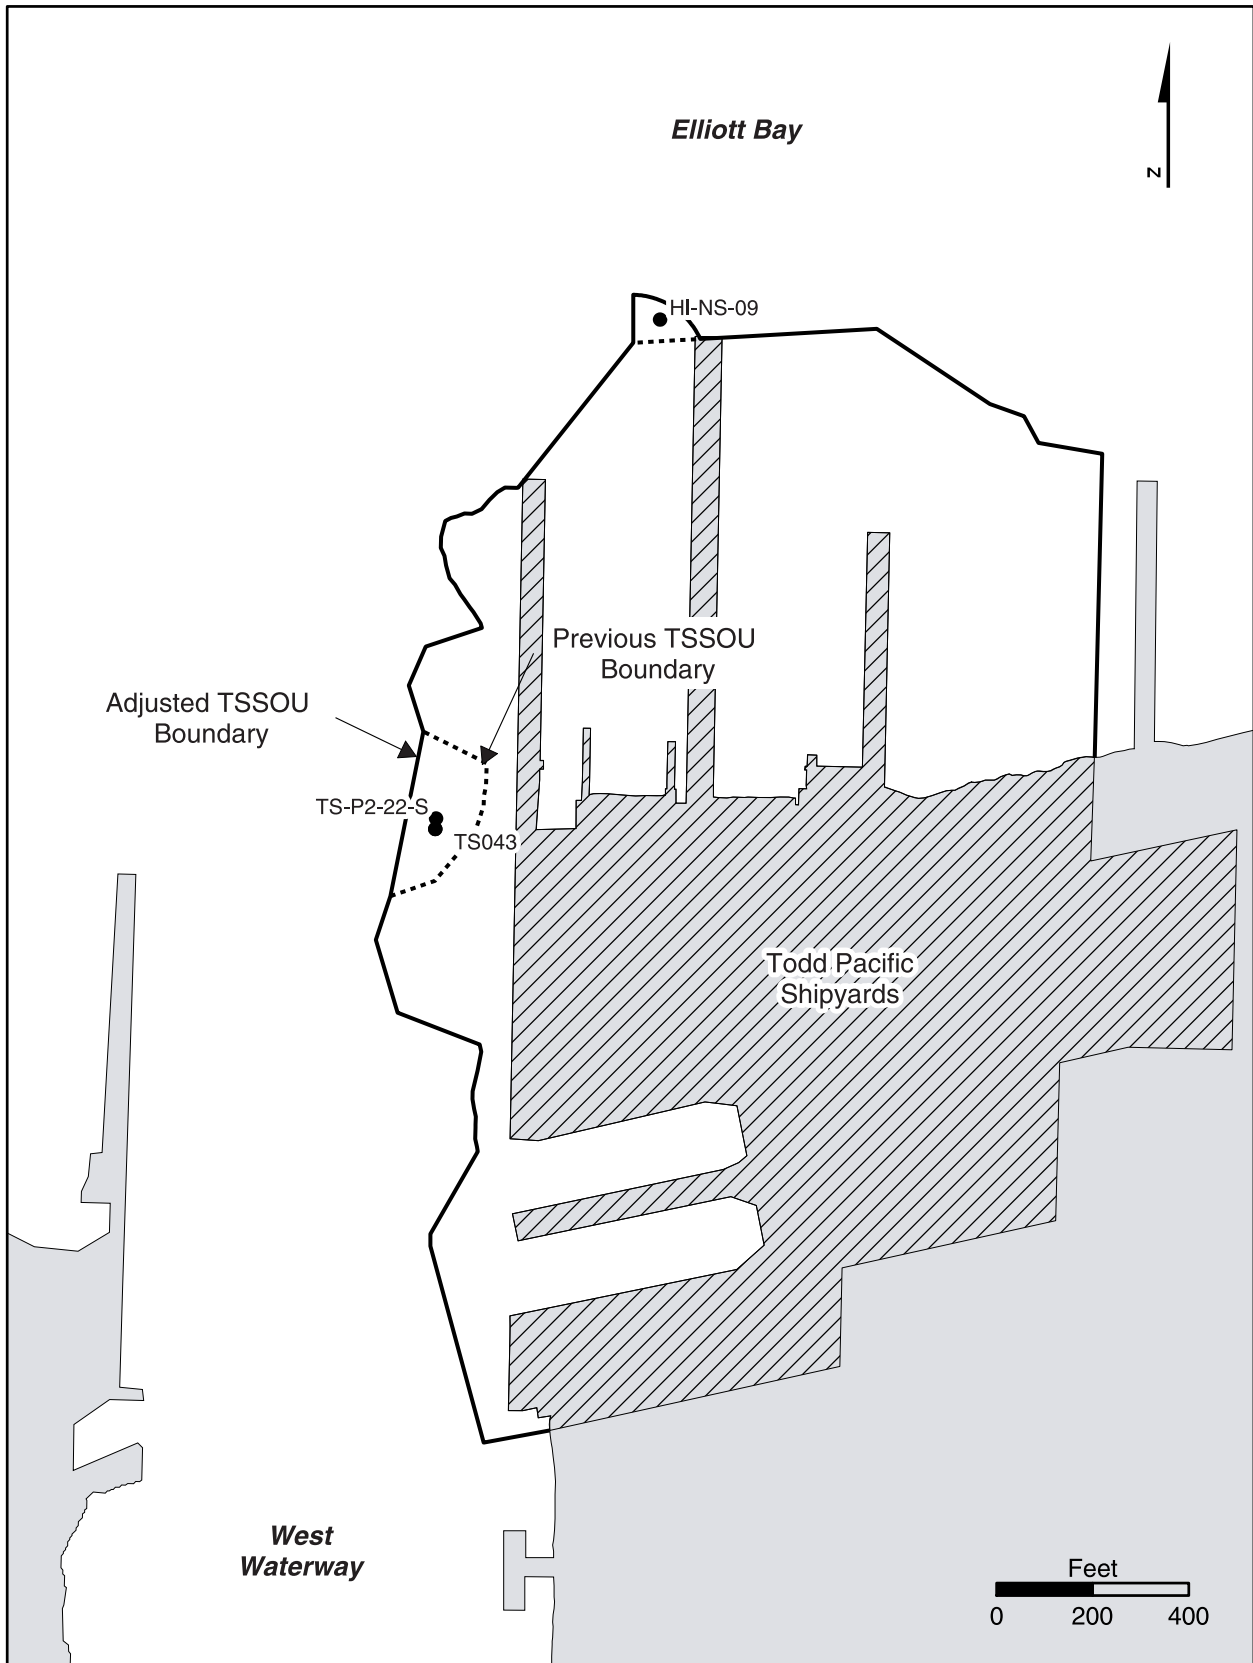 Elliott Bay
N
HI-NS-09
Previous TSSOU
Boundary
Adjusted TSSOU
Boundary
TS-P2-22-S
TS043
Todd Pacific
Shipyards
West
Waterway
Feet
0 200 400